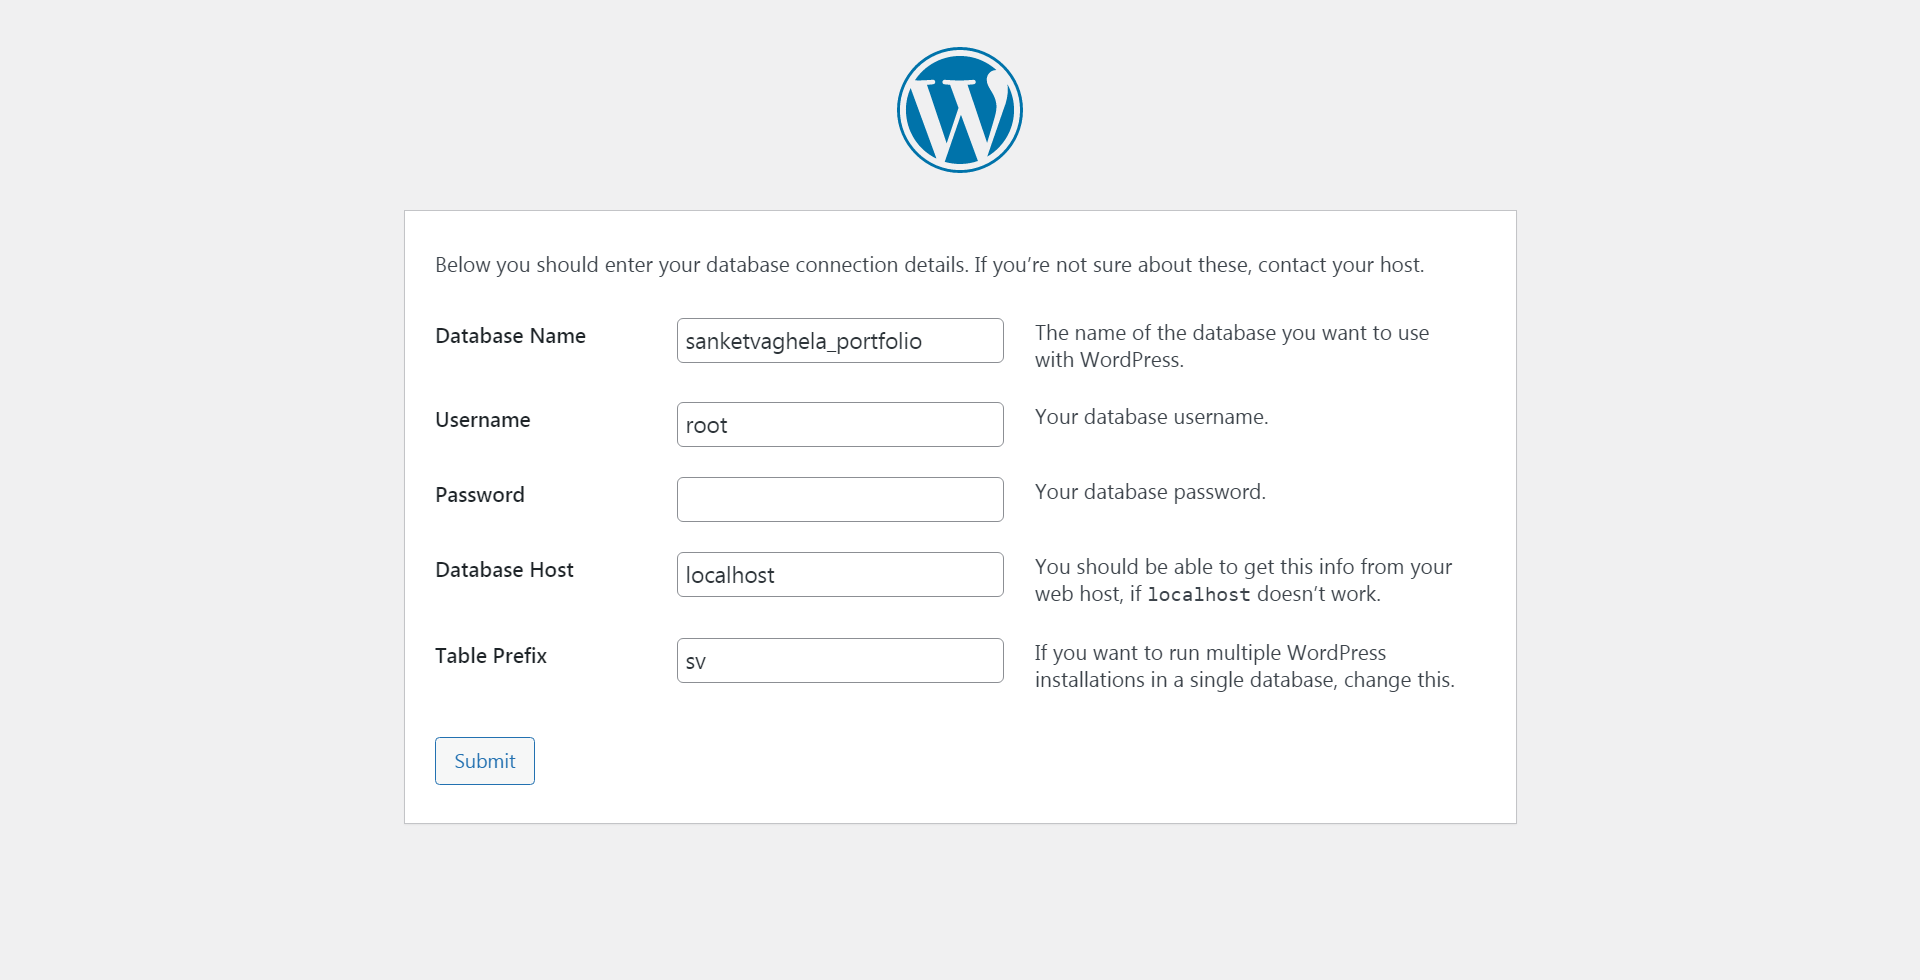 Below you should enter your database connection details. If you’re not sure about these, contact your host.
Database Name
sanketvaghela_portfolio
The name of the database you want to use
with WordPress.
Username
root
Your database username.
Password
Your database password.
Database Host
localhost
You should be able to get this info from your
web host, if localhost doesn’t work.
Table Prefix
sv
If you want to run multiple WordPress
installations in a single database, change this.
Submit